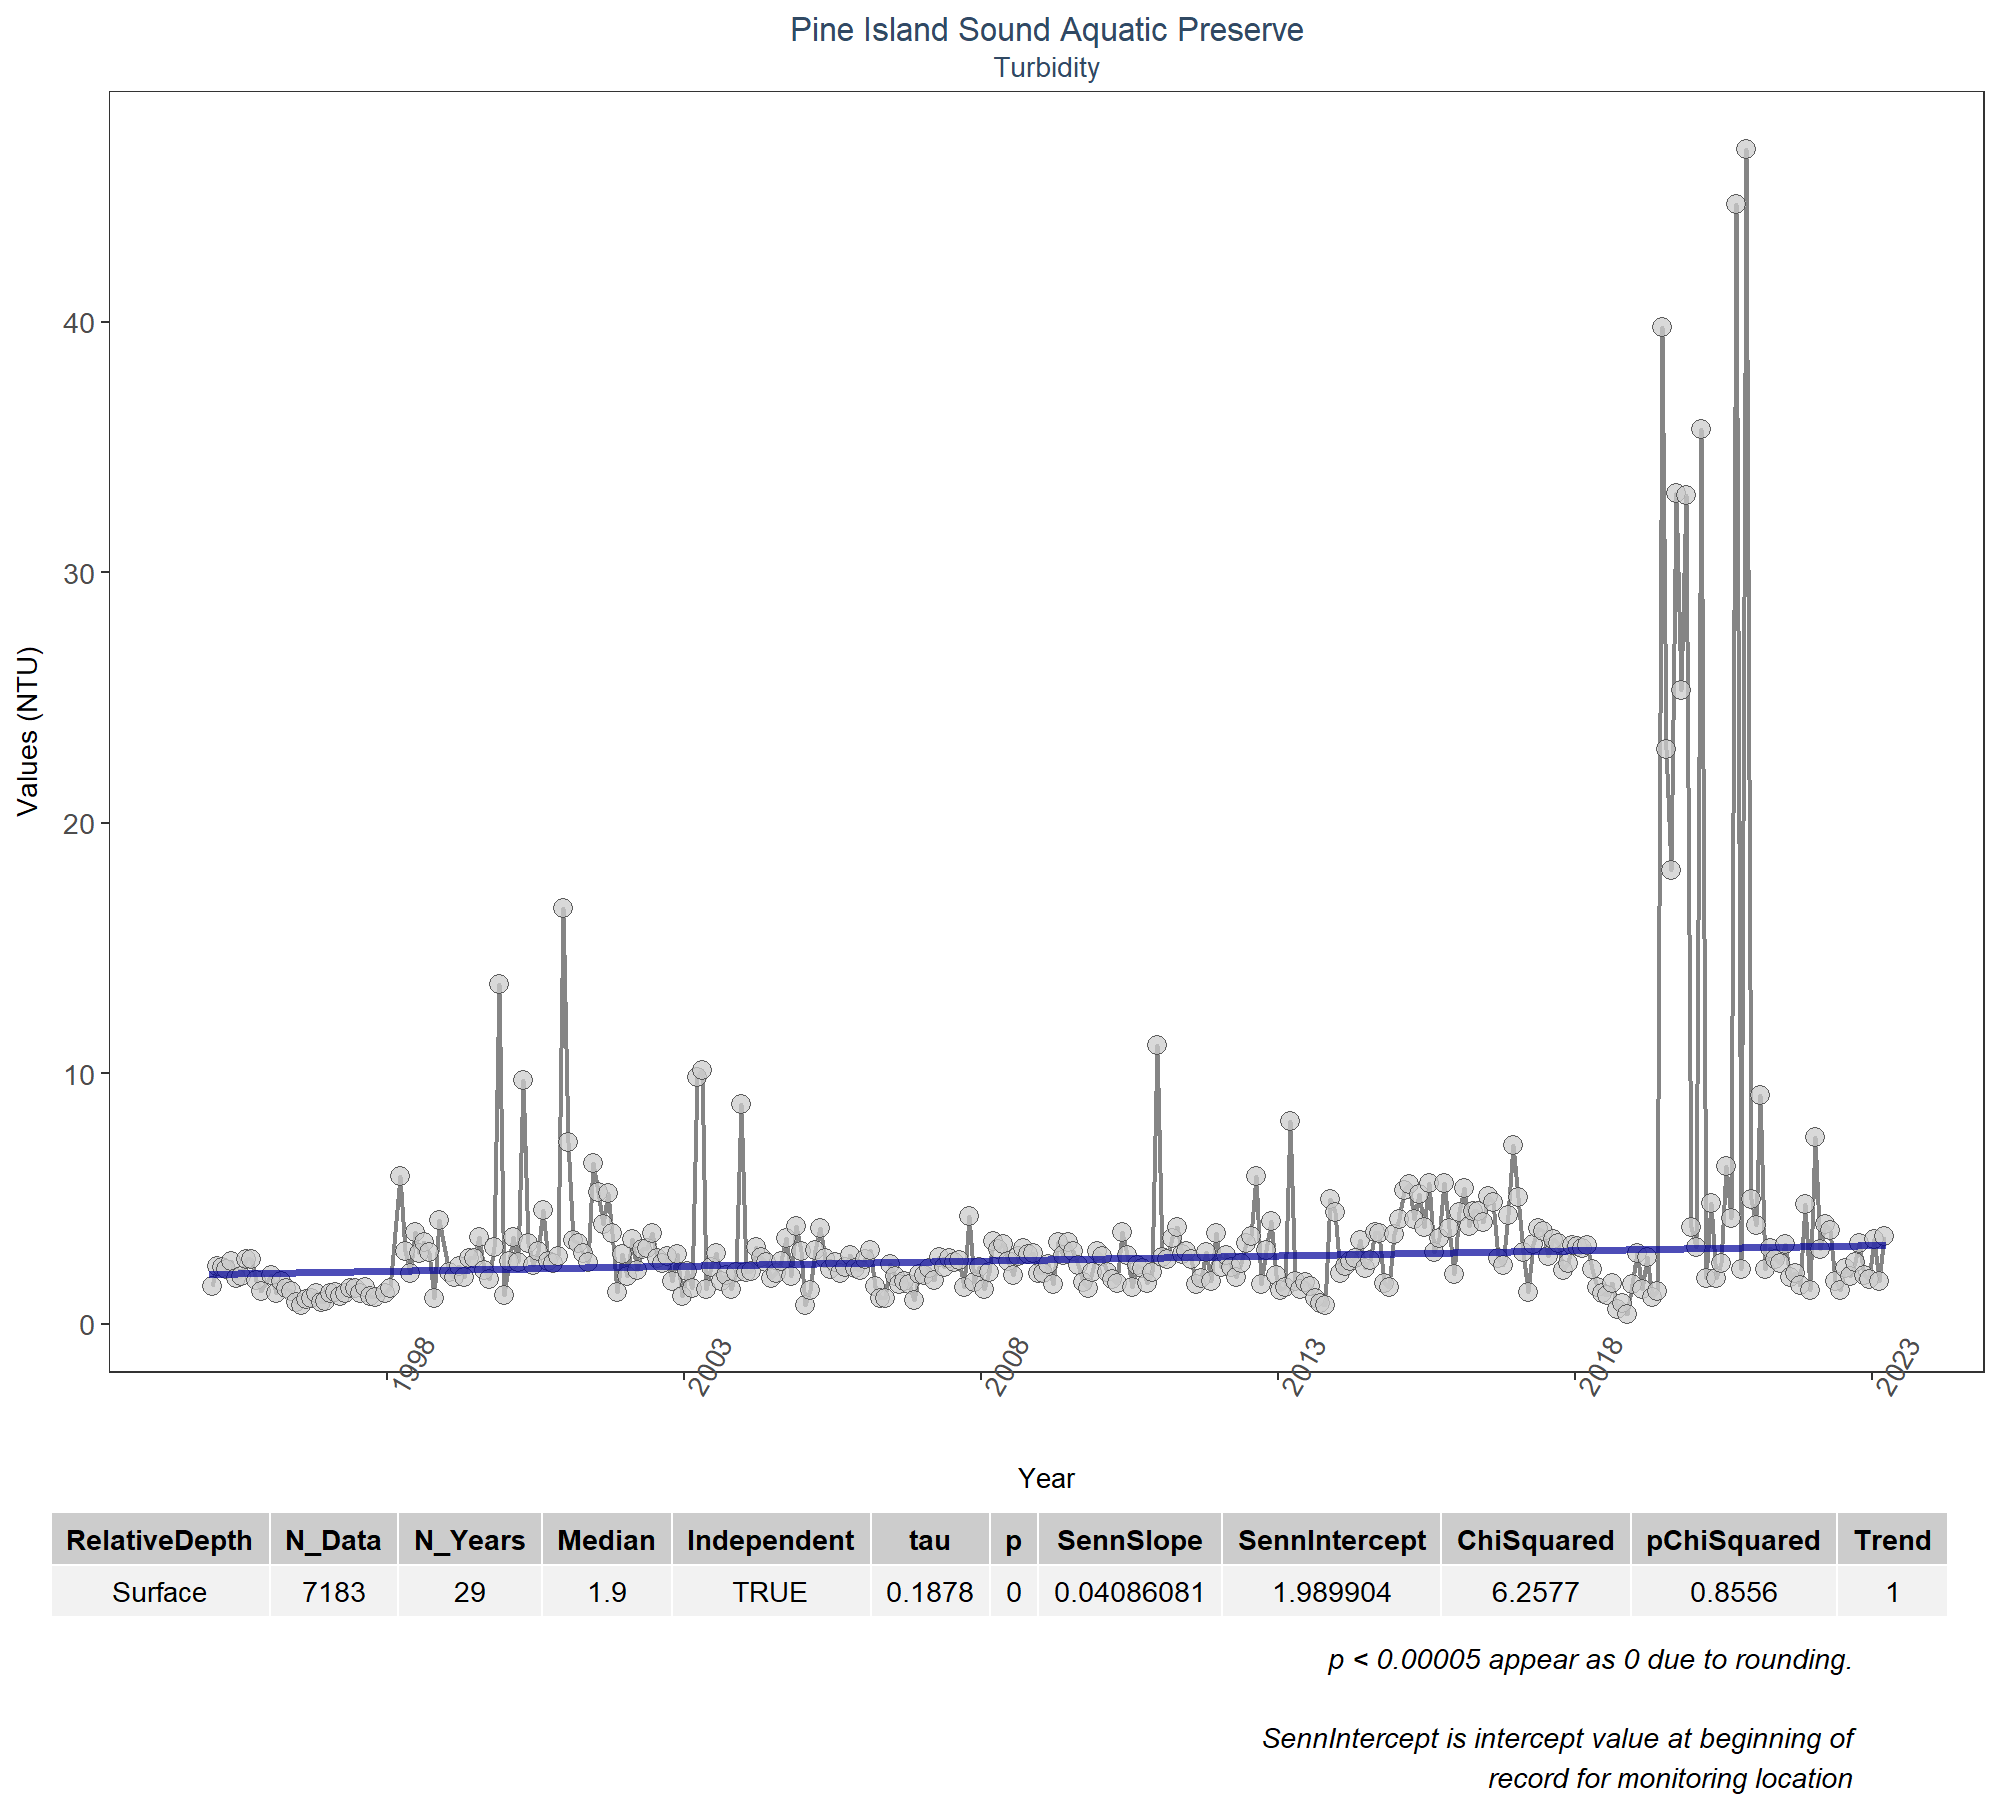 Pine Island Sound Aquatic Preserve
Turbidity
Values (NTU)
40
30
20
10
0
1998 2003 2008 2013 2018 2023
Year
RelativeDepth N_Data N_Years Median Independent tau p SennSlope SennIntercept ChiSquared pChiSquared Trend
Surface 7183 29 1.9 TRUE 0.1878 0 0.04086081 1.989904 6.2577 0.8556 1
p < 0.00005 appear as 0 due to rounding.
SennIntercept is intercept value at beginning of
record for monitoring location